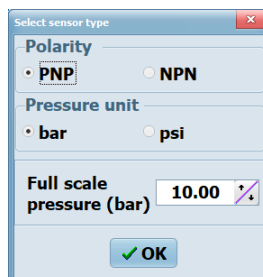 Select sensor type
Polarity
PNP NPN
Pressure unit
bar psi
Full scale
pressure (bar) 10.00
OK